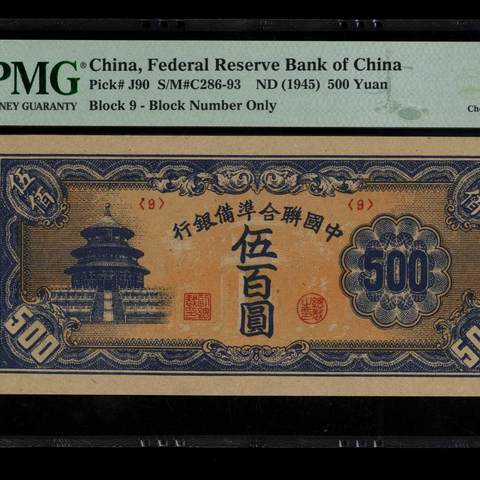 PMG®
NEY GUARANTY
China, Federal Reserve Bank of China
Pick# J90 S/M#C286-93 ND (1945) 500 Yuan
Block 9 - Block Number Only
伍佰
〈9〉
〈9〉
中國聯合準備銀行
伍百圓
500
500
50